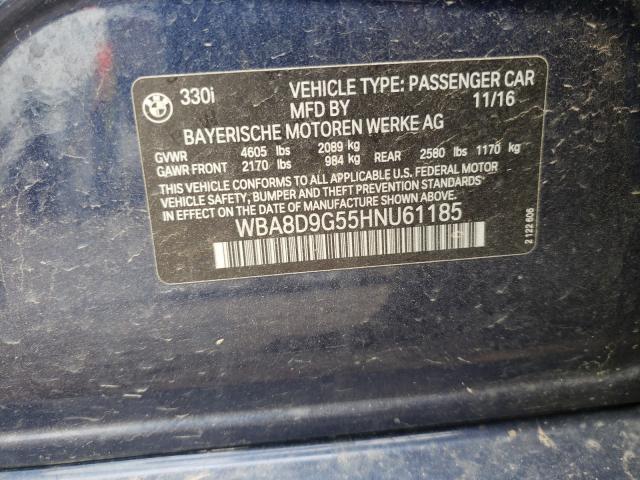 BMW 330i VEHICLE TYPE: PASSENGER CAR
MFD BY 11/16
BAYERISCHE MOTOREN WERKE AG
GVWR 4605 lbs 2089 kg
GAWR FRONT 2170 lbs 984 kg REAR 2580 lbs 1170 kg
THIS VEHICLE CONFORMS TO ALL APPLICABLE U.S. FEDERAL MOTOR
VEHICLE SAFETY, BUMPER AND THEFT PREVENTION STANDARDS
IN EFFECT ON THE DATE OF MANUFACTURE SHOWN ABOVE.
WBA8D9G55HNU61185
2 122 606